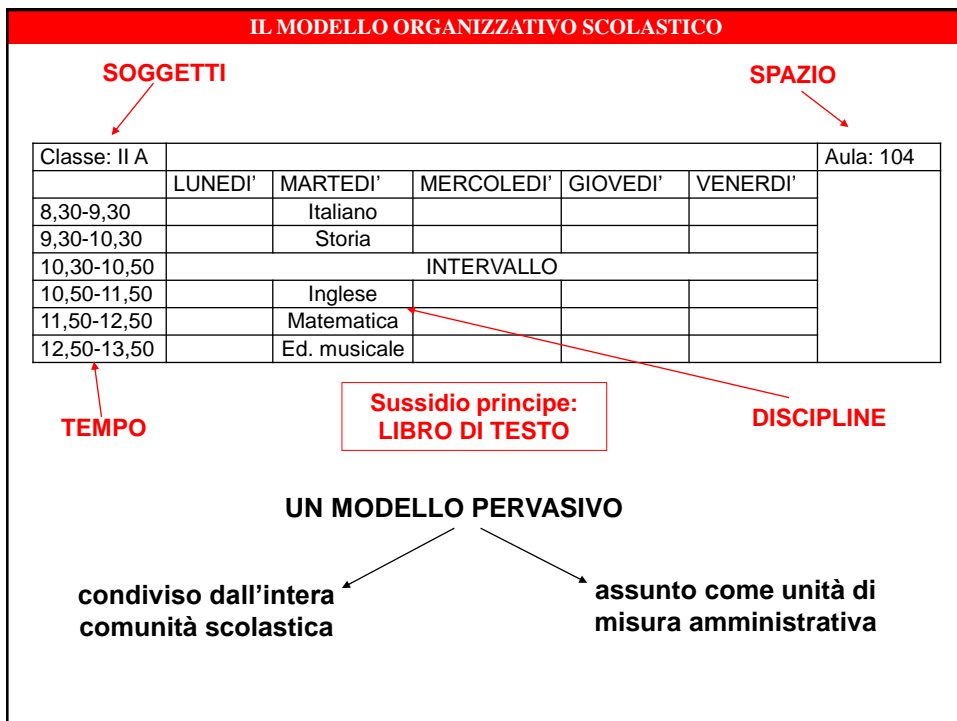 IL MODELLO ORGANIZZATIVO SCOLASTICO
SOGGETTI
SPAZIO
Classe: II A
Aula: 104
LUNEDI’ MARTEDI’ MERCOLEDI’ GIOVEDI’ VENERDI’
8,30-9,30 Italiano
9,30-10,30 Storia
10,30-10,50 INTERVALLO
10,50-11,50 Inglese
11,50-12,50 Matematica
12,50-13,50 Ed. musicale
TEMPO
Sussidio principe:
LIBRO DI TESTO
DISCIPLINE
UN MODELLO PERVASIVO
condiviso dall’intera
comunità scolastica
assunto come unità di
misura amministrativa